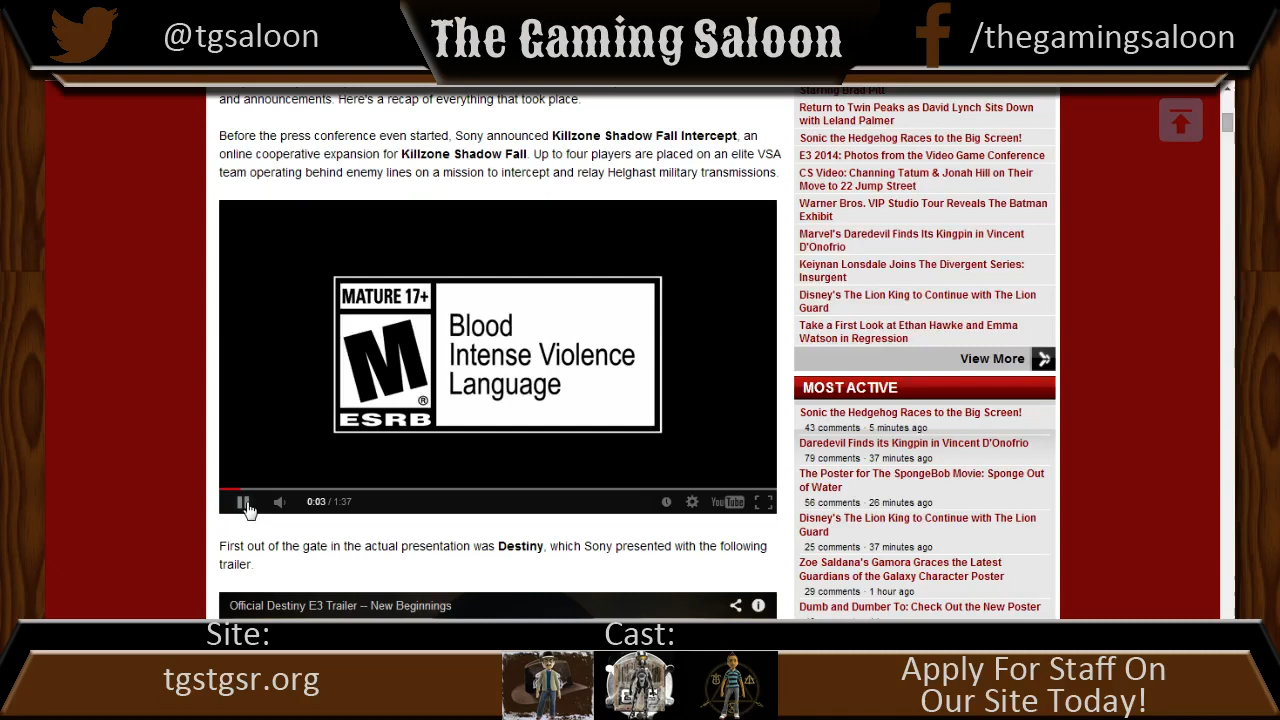 @tgsaloon
The Gaming Saloon
/thegamingsaloon
and announcements. Here's a recap of everything that took place.
Before the press conference even started, Sony announced Killzone Shadow Fall Intercept, an
online cooperative expansion for Killzone Shadow Fall. Up to four players are placed on an elite VSA
team operating behind enemy lines on a mission to intercept and relay Helghast military transmissions.
MATURE 17+
M
®
ESRB
Blood
Intense Violence
Language
0:03 / 1:37
YouTube
First out of the gate in the actual presentation was Destiny, which Sony presented with the following
trailer.
Official Destiny E3 Trailer -- New Beginnings
Starring Brad Pitt
Return to Twin Peaks as David Lynch Sits Down
with Leland Palmer
Sonic the Hedgehog Races to the Big Screen!
E3 2014: Photos from the Video Game Conference
CS Video: Channing Tatum & Jonah Hill on Their
Move to 22 Jump Street
Warner Bros. VIP Studio Tour Reveals The Batman
Exhibit
Marvel's Daredevil Finds Its Kingpin in Vincent
D'Onofrio
Keiynan Lonsdale Joins The Divergent Series:
Insurgent
Disney's The Lion King to Continue with The Lion
Guard
Take a First Look at Ethan Hawke and Emma
Watson in Regression
View More
MOST ACTIVE
Sonic the Hedgehog Races to the Big Screen!
43 comments · 5 minutes ago
Daredevil Finds its Kingpin in Vincent D'Onofrio
79 comments · 37 minutes ago
The Poster for The SpongeBob Movie: Sponge Out
of Water
56 comments · 26 minutes ago
Disney's The Lion King to Continue with The Lion
Guard
25 comments · 37 minutes ago
Zoe Saldana's Gamora Graces the Latest
Guardians of the Galaxy Character Poster
29 comments · 1 hour ago
Dumb and Dumber To: Check Out the New Poster
Site:
tgstgsr.org
Cast:
Apply For Staff On
Our Site Today!